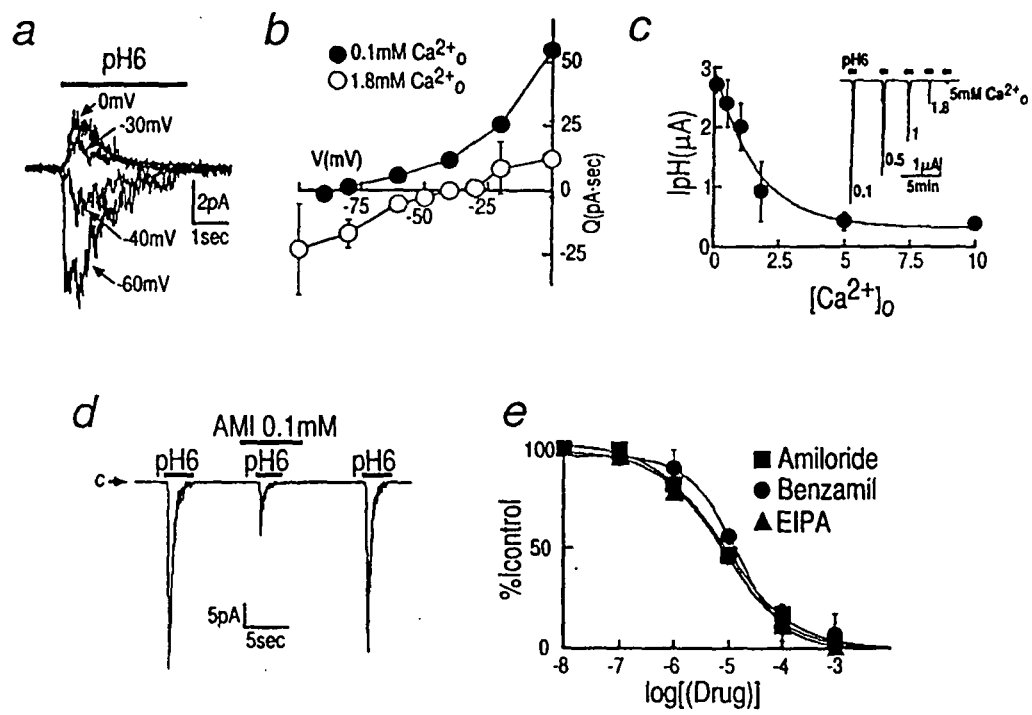 a
pH6
0mV
-30mV
-40mV
-60mV
2pA
1sec
b
0.1mM Ca2+o
1.8mM Ca2+o
V(mV)
-75
-50
-25
50
25
0
-25
Q(pA·sec)
c
IpH(μA)
3
2
1
0
0
2.5
5.0
7.5
10
[Ca2+]o
pH6
0.1
0.5
1
1.8
5mM Ca2+o
1μA
5min
d
AMI 0.1mM
pH6
pH6
pH6
c
5pA
5sec
e
%Icontrol
100
50
0
-8
-7
-6
-5
-4
-3
log[(Drug)]
Amiloride
Benzamil
EIPA